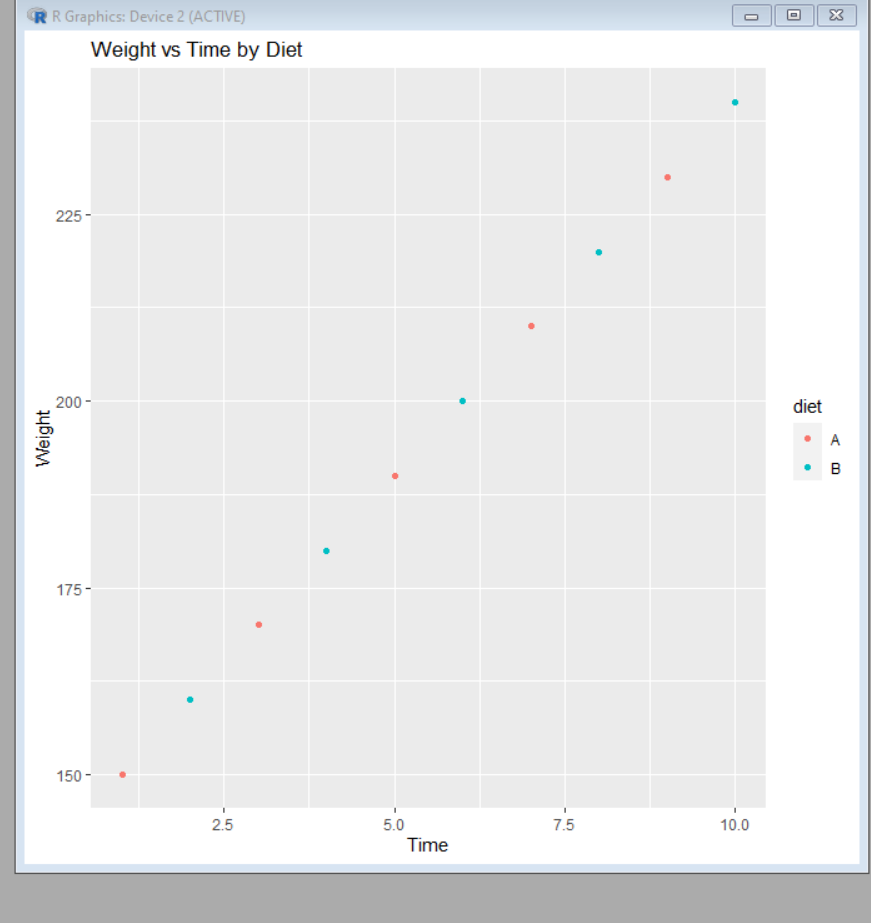 R Graphics: Device 2 (ACTIVE)
Weight vs Time by Diet
225
200
175
150
Weight
2.5 5.0 7.5 10.0
Time
diet
A
B